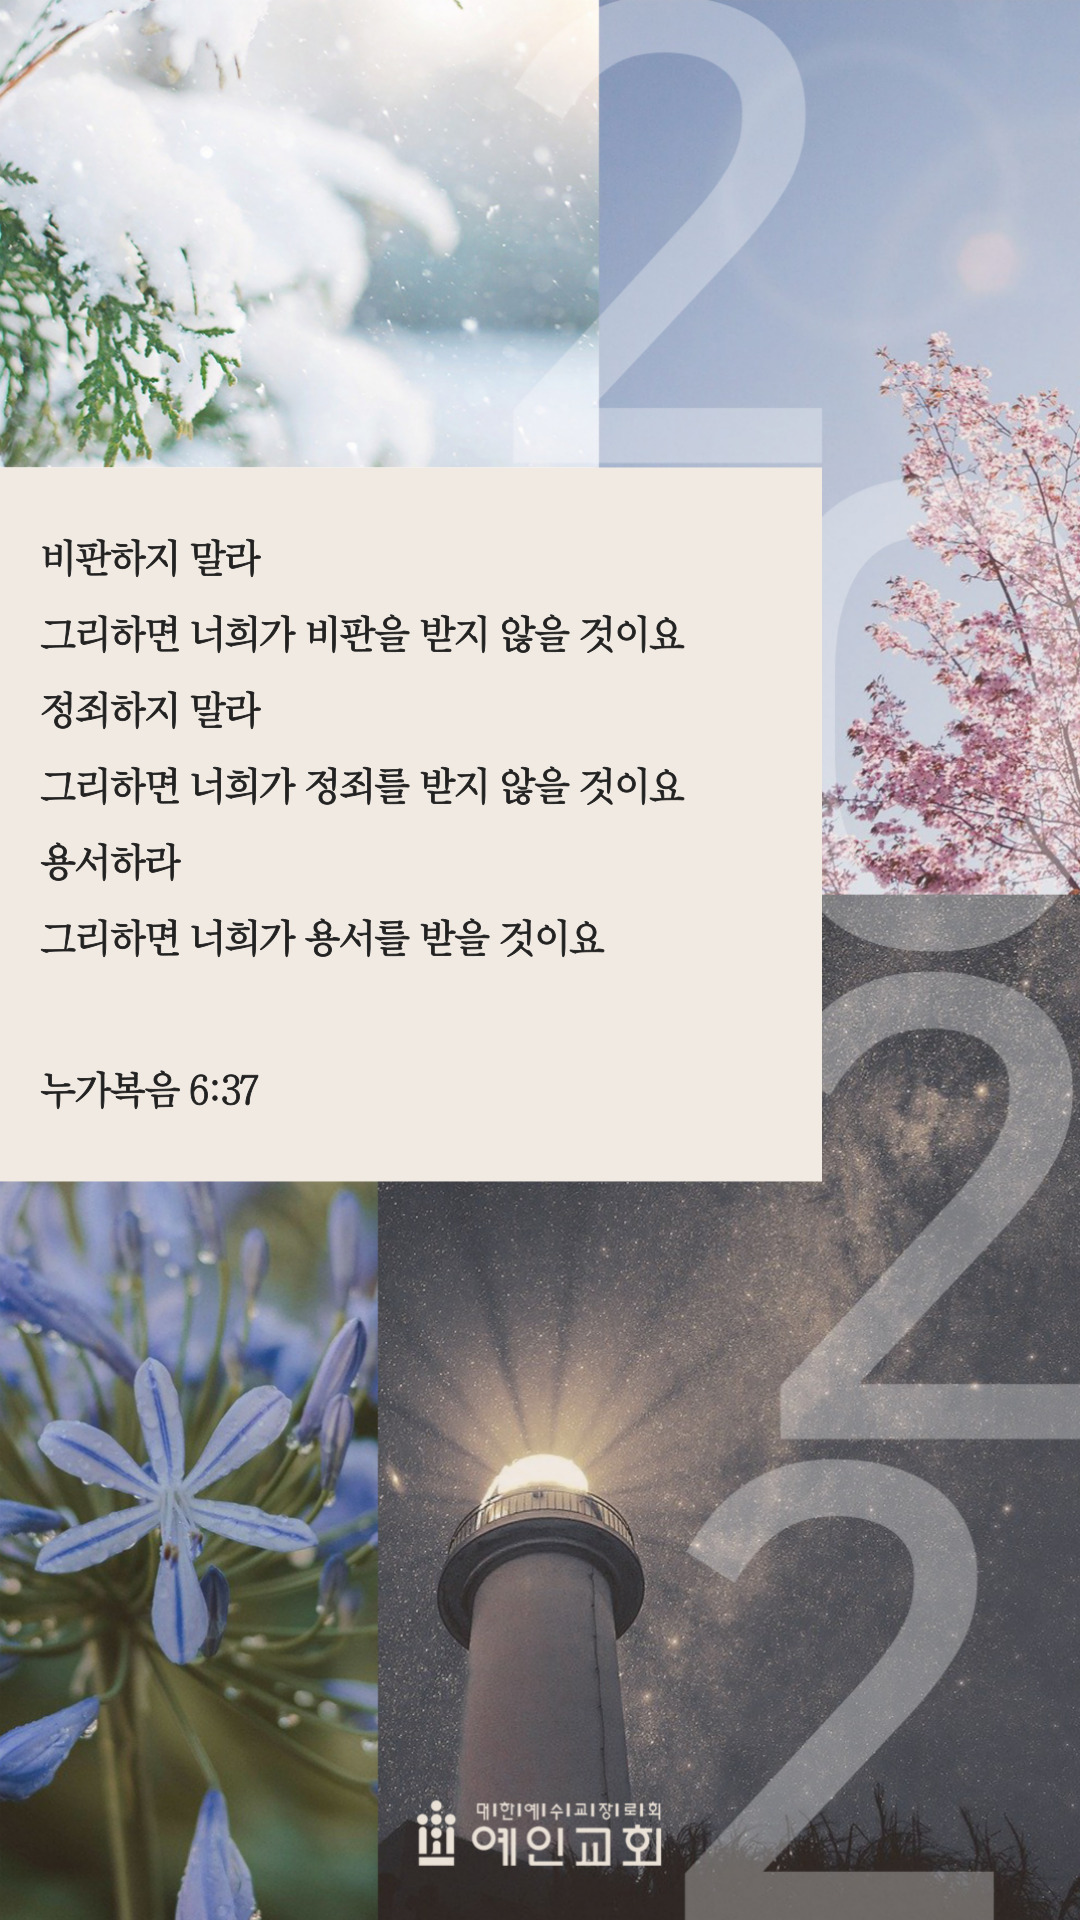 2
0
2
2
비판하지 말라
그리하면 너희가 비판을 받지 않을 것이요
정죄하지 말라
그리하면 너희가 정죄를 받지 않을 것이요
용서하라
그리하면 너희가 용서를 받을 것이요
누가복음 6:37
대한예수교장로회
예인교회